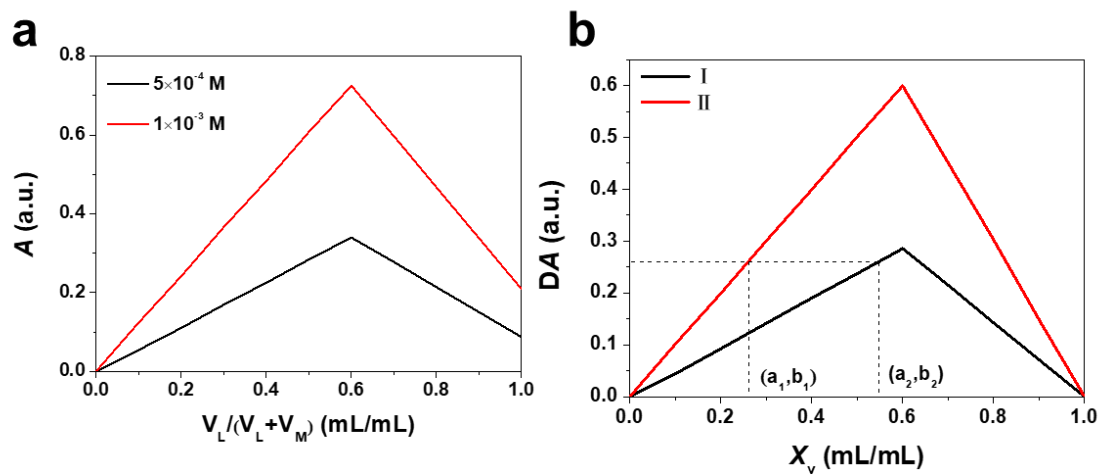 a
0.8
0.4
0.2
0.0
A (a.u.)
5×10⁻⁴ M
1×10⁻³ M
0.0 0.2 0.4 0.6 0.8 1.0
V_L/(V_L+V_M) (mL/mL)
b
0.6
0.5
0.4
0.3
0.2
0.1
0.0
DA (a.u.)
I
II
(a₁,b₁) (a₂,b₂)
0.0 0.2 0.4 0.6 0.8 1.0
X_v (mL/mL)